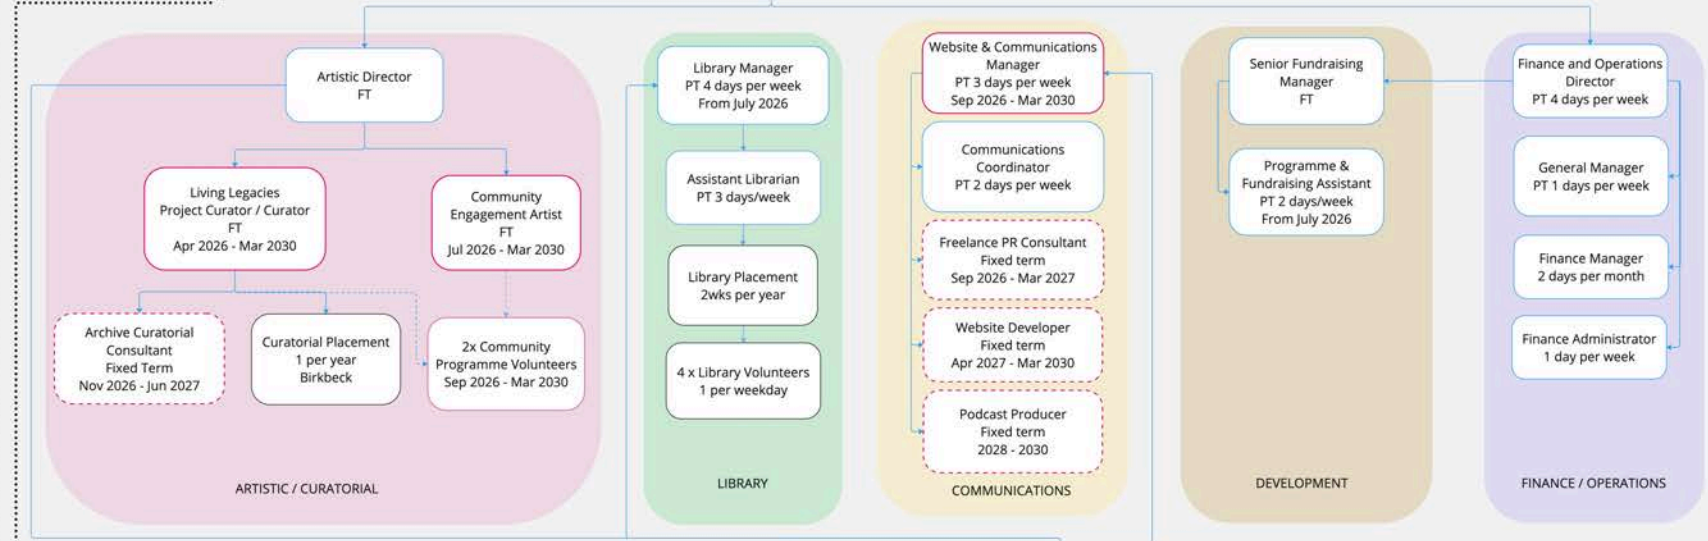 Artistic Director
FT
Living Legacies
Project Curator / Curator
FT
Apr 2026 - Mar 2030
Community
Engagement Artist
FT
Jul 2026 - Mar 2030
Archive Curatorial
Consultant
Fixed Term
Nov 2026 - Jun 2027
Curatorial Placement
1 per year
Birkbeck
2x Community
Programme Volunteers
Sep 2026 - Mar 2030
ARTISTIC / CURATORIAL
Library Manager
PT 4 days per week
From July 2026
Assistant Librarian
PT 3 days/week
Library Placement
2wks per year
4 x Library Volunteers
1 per weekday
LIBRARY
Website & Communications
Manager
PT 3 days per week
Sep 2026 - Mar 2030
Communications
Coordinator
PT 2 days per week
Freelance PR Consultant
Fixed term
Sep 2026 - Mar 2027
Website Developer
Fixed term
Apr 2027 - Mar 2030
Podcast Producer
Fixed term
2028 - 2030
COMMUNICATIONS
Senior Fundraising
Manager
FT
Programme &
Fundraising Assistant
PT 2 days/week
From July 2026
DEVELOPMENT
Finance and Operations
Director
PT 4 days per week
General Manager
PT 1 days per week
Finance Manager
2 days per month
Finance Administrator
1 day per week
FINANCE / OPERATIONS